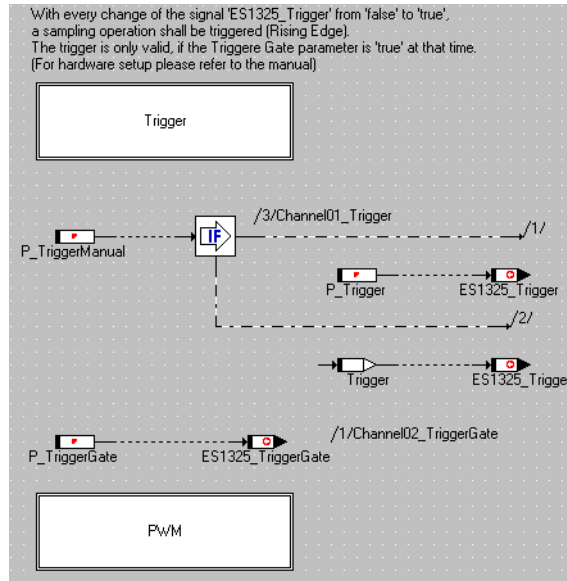 With every change of the signal 'ES1325_Trigger' from 'false' to 'true',
a sampling operation shall be triggered (Rising Edge).
The trigger is only valid, if the Triggere Gate parameter is 'true' at that time.
(For hardware setup please refer to the manual)
Trigger
/3/Channel01_Trigger
/1/
IF
P_TriggerManual
P_Trigger
ES1325_Trigger
/2/
Trigger
ES1325_Trigge
/1/Channel02_TriggerGate
P_TriggerGate
ES1325_TriggerGate
PWM